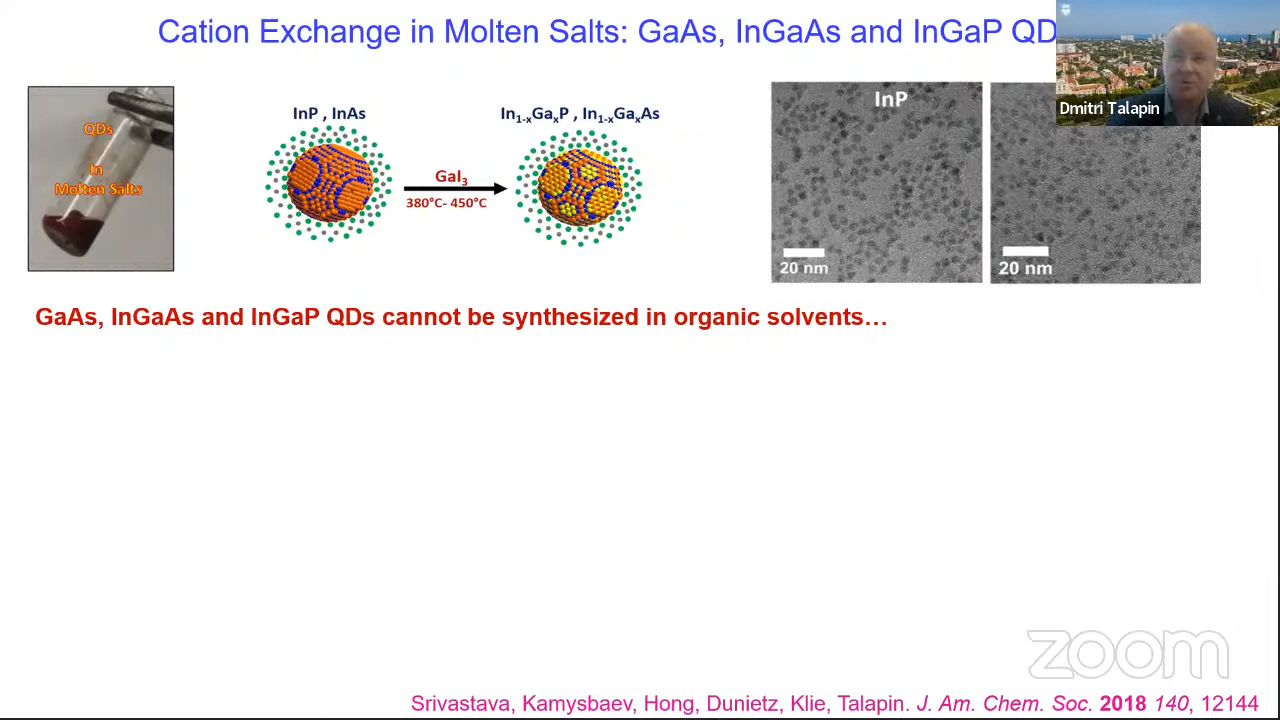 Cation Exchange in Molten Salts: GaAs, InGaAs and InGaP QD
Dmitri Talapin
QDs
In
Molten Salts
InP , InAs
GaI₃
380°C- 450°C
In₁₋ₓGaₓP , In₁₋ₓGaₓAs
InP
20 nm
20 nm
GaAs, InGaAs and InGaP QDs cannot be synthesized in organic solvents…
zoom
Srivastava, Kamysbaev, Hong, Dunietz, Klie, Talapin. J. Am. Chem. Soc. 2018 140, 12144